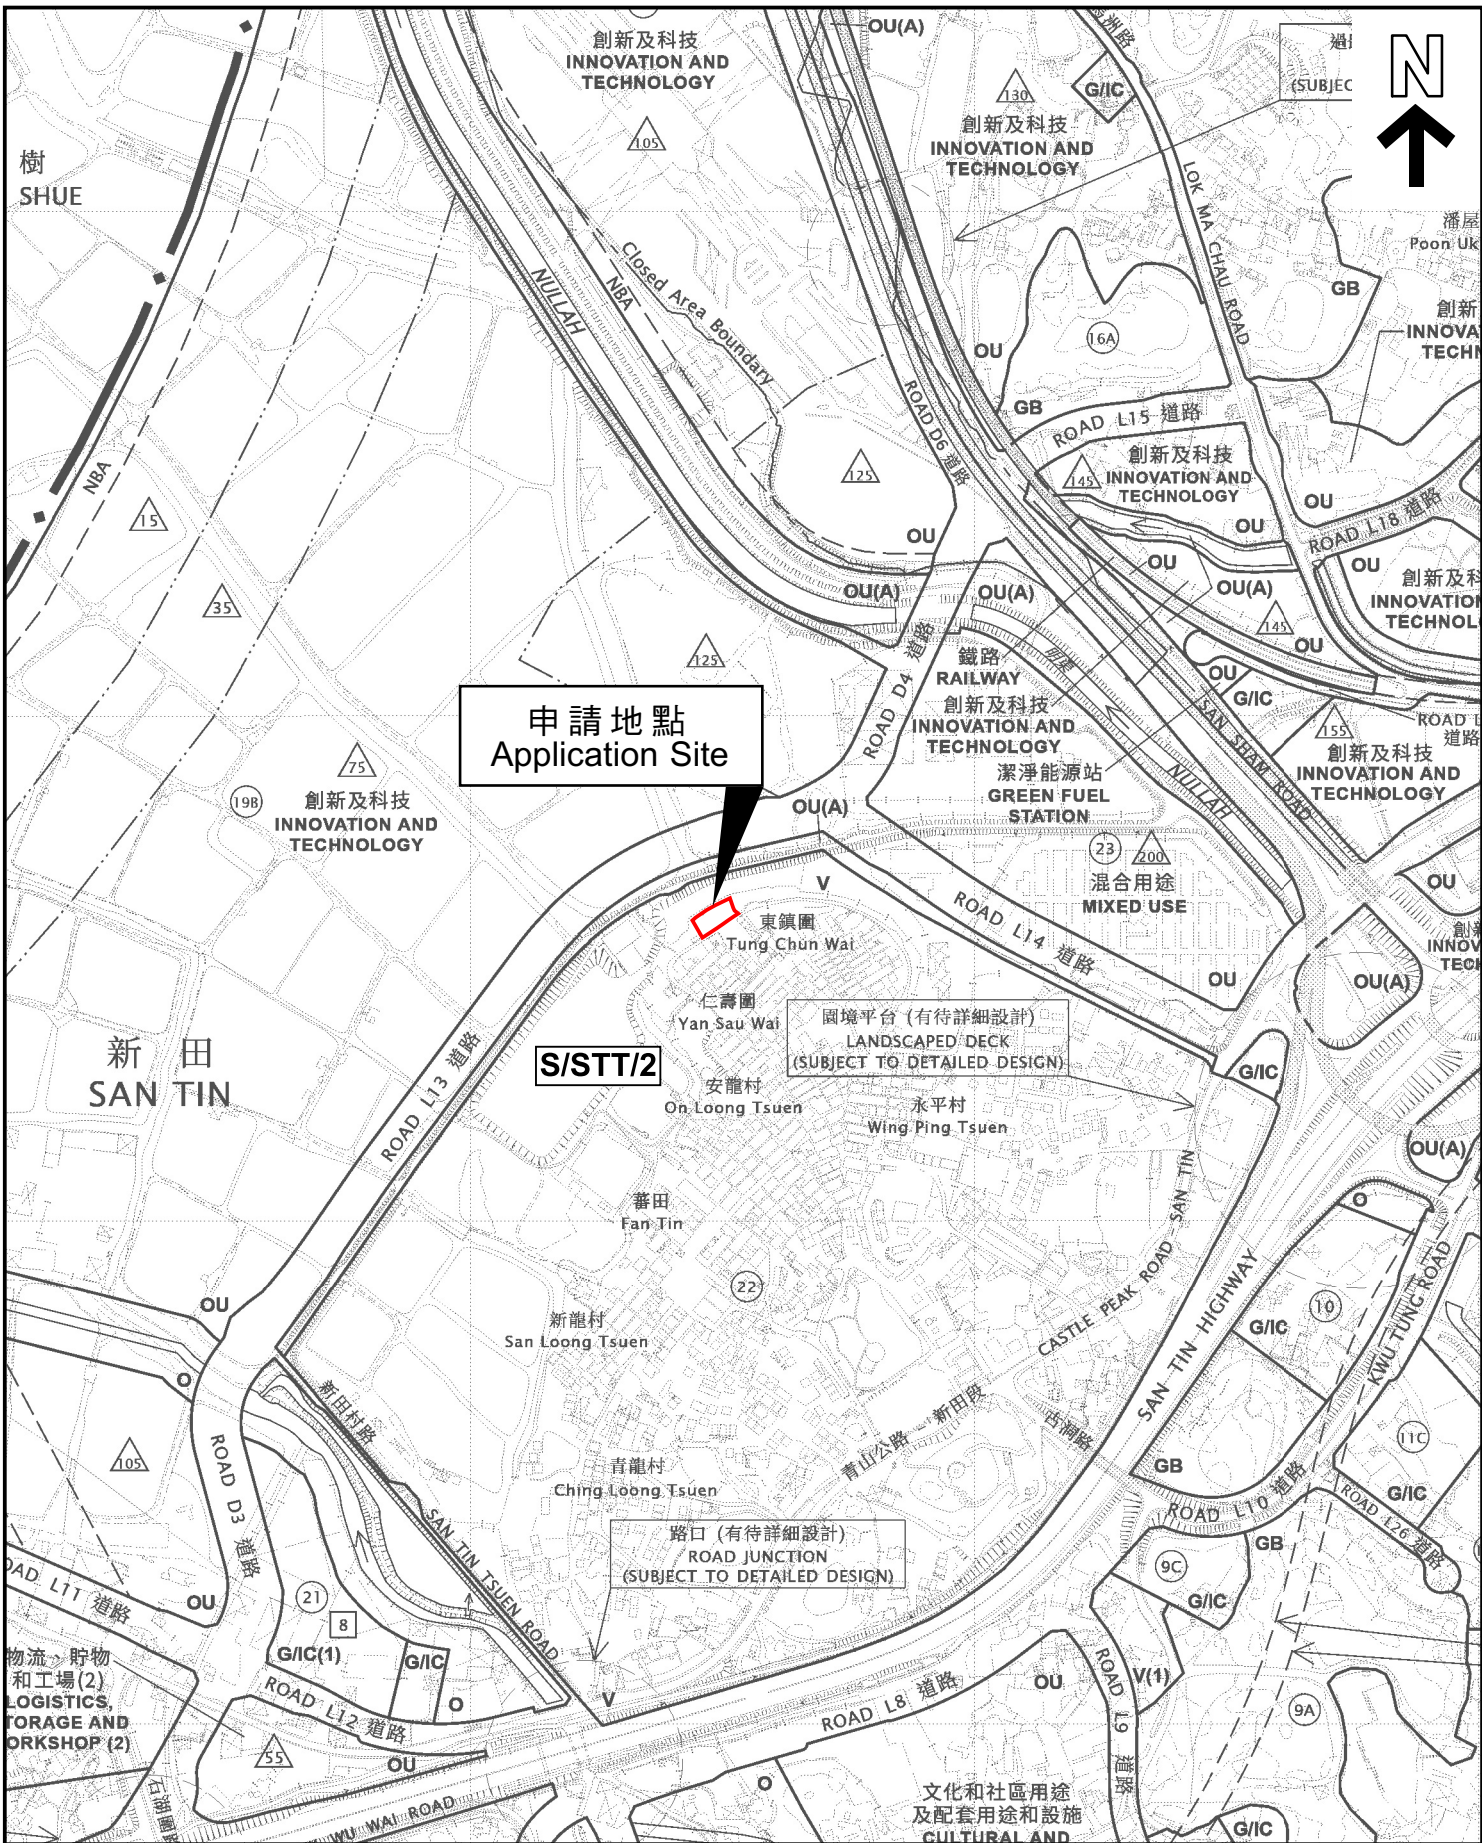 OU(A)
創新及科技
INNOVATION AND
TECHNOLOGY
105
130
G/IC
創新及科技
INNOVATION AND
TECHNOLOGY
(SUBJEC
N
樹
SHUE
LOK MA CHAU ROAD
潘屋
Poon Uk
GB
創新
INNOVA
TECHN
NULLAH
NBA
Closed Area Boundary
OU
16A
GB
ROAD D6 道路
ROAD L15 道路
創新及科技
INNOVATION AND
TECHNOLOGY
145
125
OU
NBA
15
OU
OU
ROAD L18 道路
OU
OU
創新及科
INNOVATION
TECHNOL
35
OU(A)
OU(A)
OU(A)
145
OU
125
ROAD D4 道路
鐵路
RAILWAY
明渠
OU
G/IC
創新及科技
INNOVATION AND
TECHNOLOGY
155
ROAD L
道路
創新及科技
INNOVATION AND
TECHNOLOGY
SAN SHAM ROAD
NULLAH
申請地點
Application Site
75
19B
創新及科技
INNOVATION AND
TECHNOLOGY
OU(A)
潔淨能源站
GREEN FUEL
STATION
23
200
混合用途
MIXED USE
V
OU
東鎮圍
Tung Chun Wai
ROAD L14 道路
創新
INNOV
TECH
OU(A)
OU
仁壽圍
Yan Sau Wai
園境平台 (有待詳細設計)
LANDSCAPED DECK
(SUBJECT TO DETAILED DESIGN)
新 田
SAN TIN
ROAD L13 道路
S/STT/2
G/IC
安龍村
On Loong Tsuen
永平村
Wing Ping Tsuen
OU(A)
蕃田
Fan Tin
O
CASTLE PEAK ROAD SAN TIN
SAN TIN HIGHWAY
KWU TUNG ROAD
22
OU
新龍村
San Loong Tsuen
10
G/IC
O
新田村路
青山公路 新田段
古洞路
11C
105
ROAD D3 道路
青龍村
Ching Loong Tsuen
GB
G/IC
ROAD L10 道路
ROAD L26 道路
SAN TIN TSUEN ROAD
路口 (有待詳細設計)
ROAD JUNCTION
(SUBJECT TO DETAILED DESIGN)
GB
9C
G/IC
OAD L11 道路
OU
21
8
G/IC(1)
G/IC
物流、貯物
和工場(2)
LOGISTICS,
TORAGE AND
ORKSHOP (2)
ROAD L12 道路
O
V
ROAD L8 道路
OU
ROAD L9 道路
V(1)
9A
55
OU
石湖圍路
WU WAI ROAD
O
文化和社區用途
及配套用途和設施
CULTURAL AND
G/IC